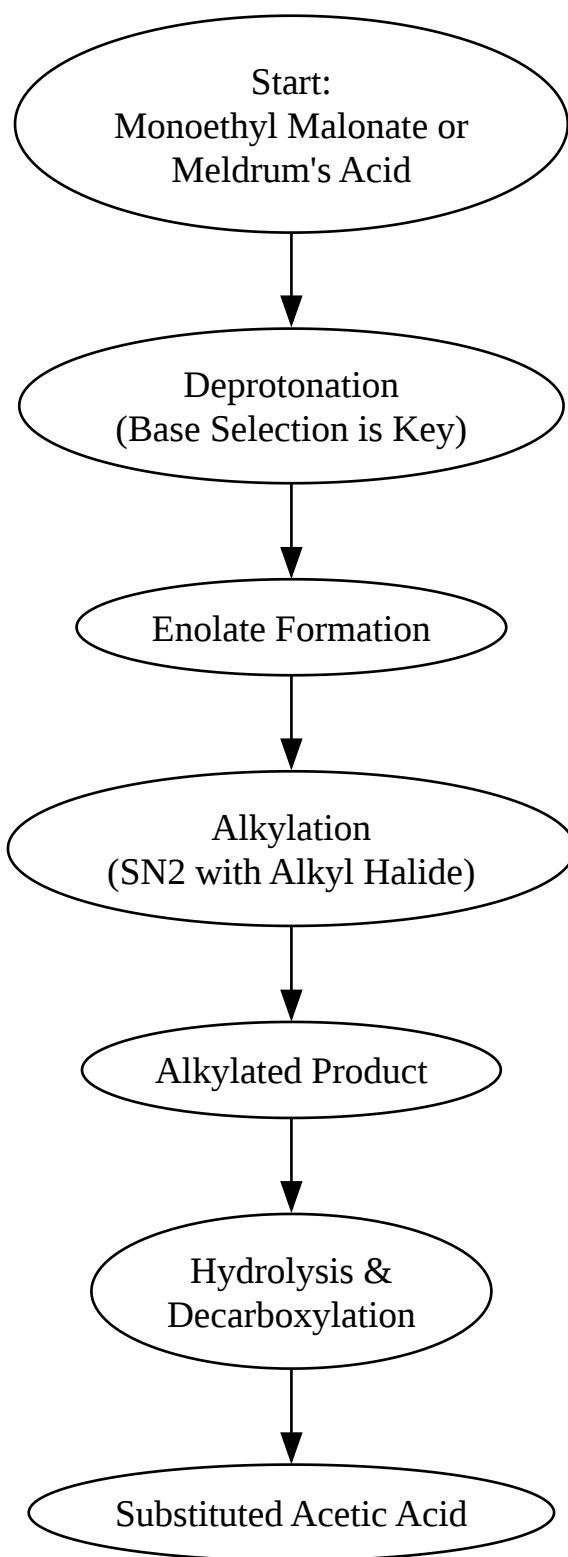 Start:
Monoethyl Malonate or
Meldrum's Acid
Deprotonation
(Base Selection is Key)
Enolate Formation
Alkylation
(SN2 with Alkyl Halide)
Alkylated Product
Hydrolysis &
Decarboxylation
Substituted Acetic Acid